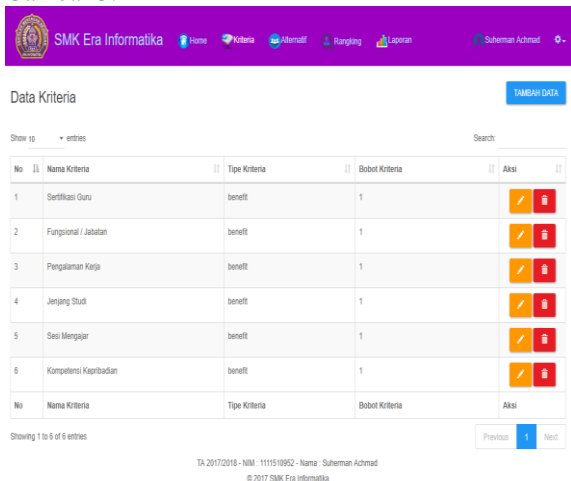 SMK Era Informatika Home Kriteria Alternatif Rangking Laporan Suherman Achmad
Data Kriteria TAMBAH DATA
Show 10 entries Search:
No Nama Kriteria Tipe Kriteria Bobot Kriteria Aksi
1 Sertifikasi Guru benefit 1
2 Fungsional / Jabatan benefit 1
3 Pengalaman Kerja benefit 1
4 Jenjang Studi benefit 1
5 Sesi Mengajar benefit 1
6 Kompetensi Kepribadian benefit 1
No Nama Kriteria Tipe Kriteria Bobot Kriteria Aksi
Showing 1 to 6 of 6 entries Previous 1 Next
TA 2017/2018 - NIM : 1111510952 - Nama : Suherman Achmad
© 2017 SMK Era Informatika